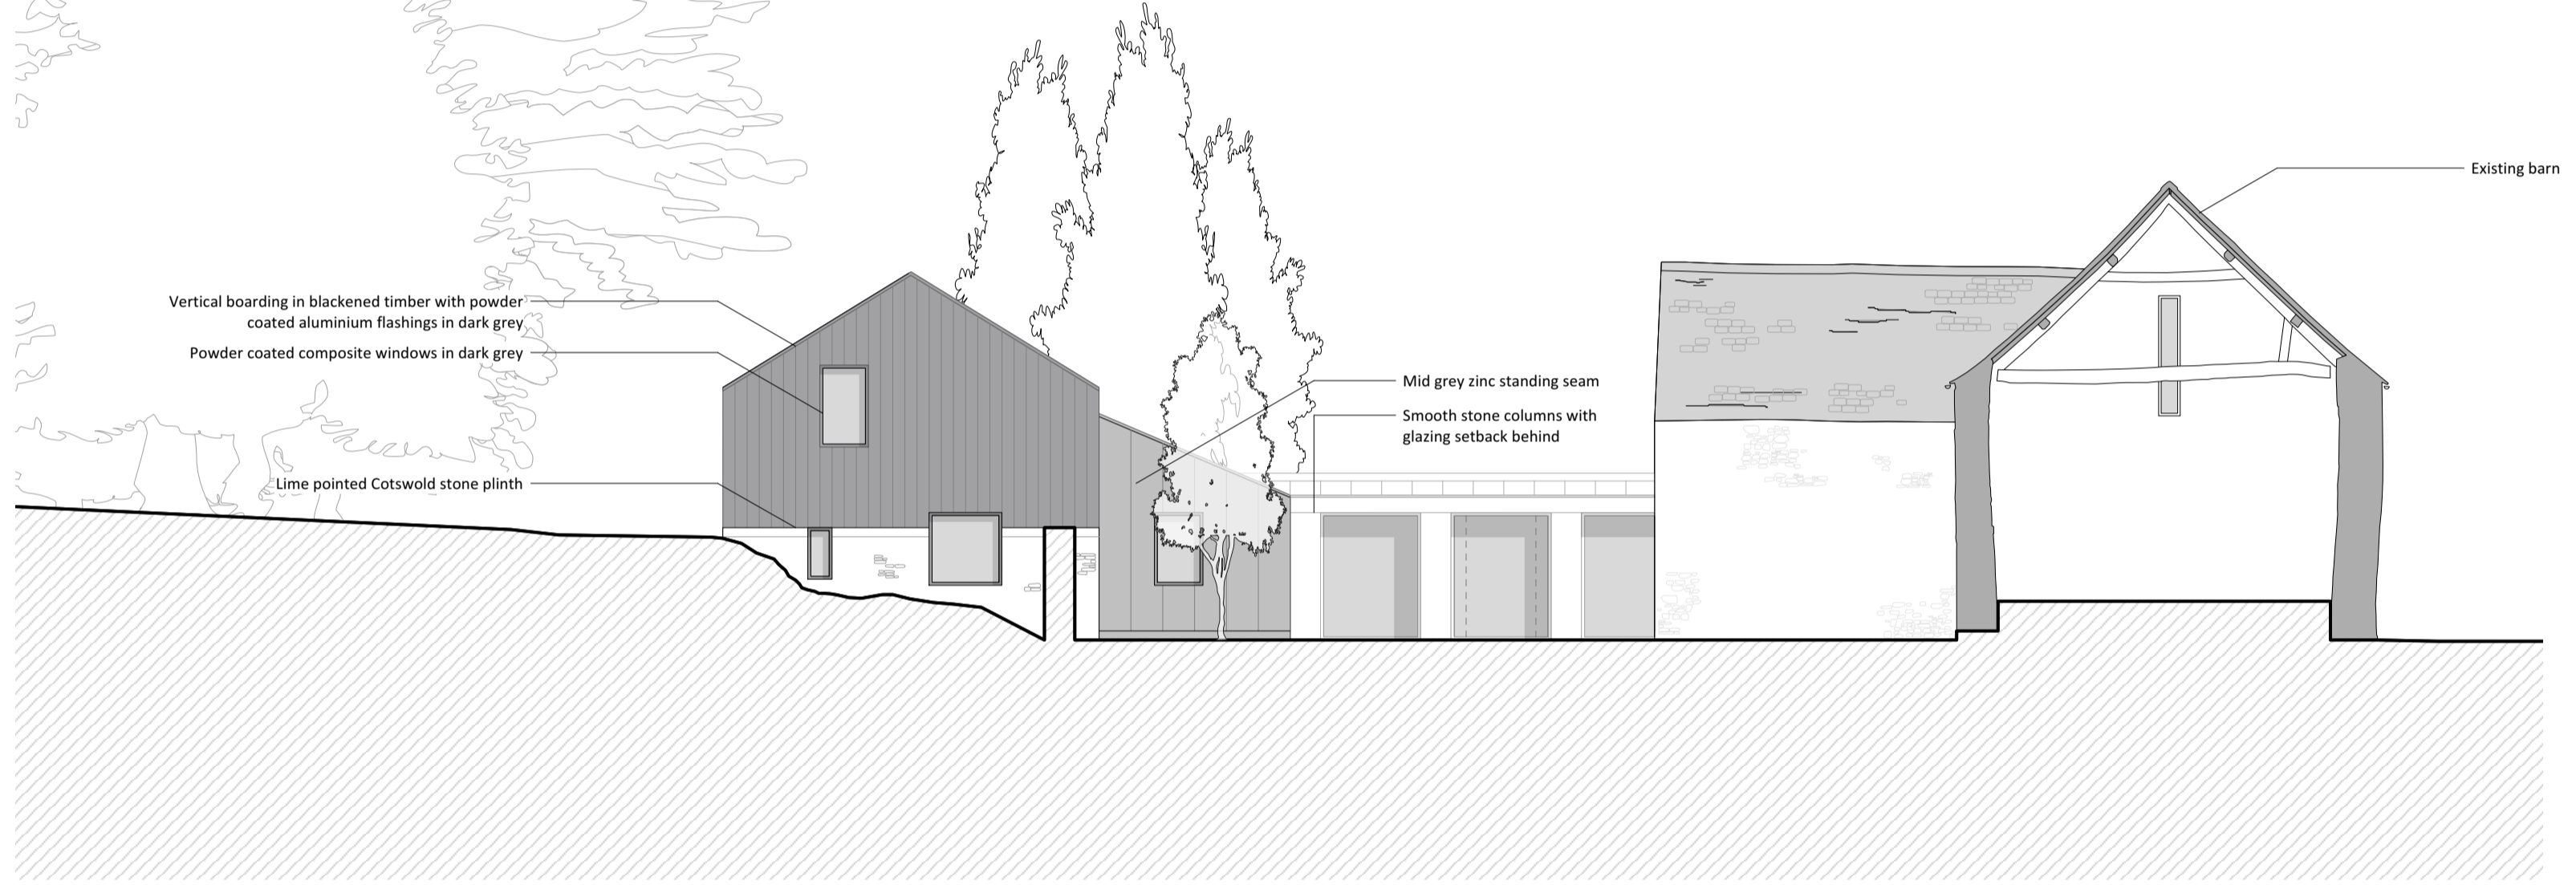 Existing barn
Vertical boarding in blackened timber with powder
coated aluminium flashings in dark grey
Powder coated composite windows in dark grey
Lime pointed Cotswold stone plinth
Mid grey zinc standing seam
Smooth stone columns with
glazing setback behind